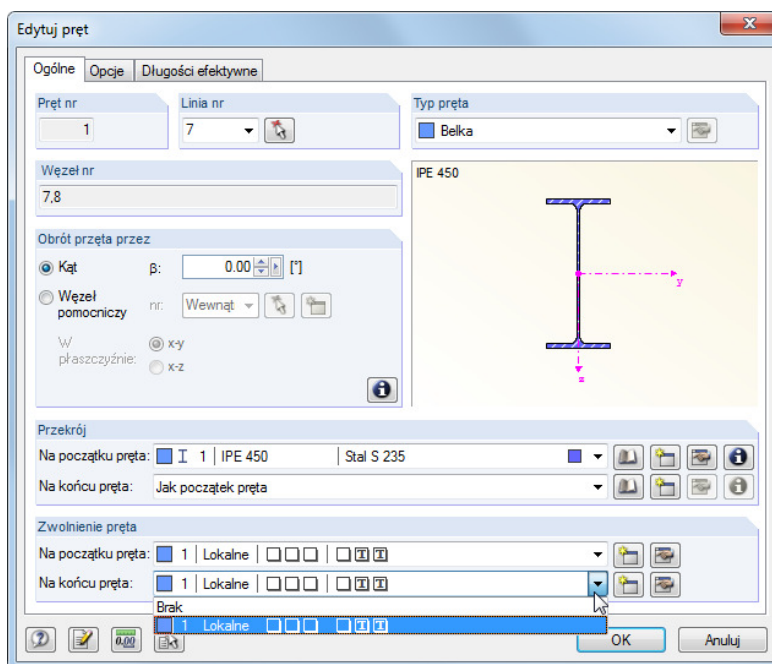 Edytuj pręt
Ogólne Opcje Długości efektywne
Pręt nr
1
Linia nr
7
Typ pręta
Belka
Węzeł nr
7,8
IPE 450
y
z
Obrót przęta przez
Kąt β: 0.00 [°]
Węzeł pomocniczy nr: Wewnąt
W płaszczyźnie: x-y
x-z
Przekrój
Na początku pręta: 1 IPE 450 Stal S 235
Na końcu pręta: Jak początek pręta
Zwolnienie pręta
Na początku pręta: 1 Lokalne T T
Na końcu pręta: 1 Lokalne T T
Brak
1 Lokalne T T
0.00
OK Anuluj